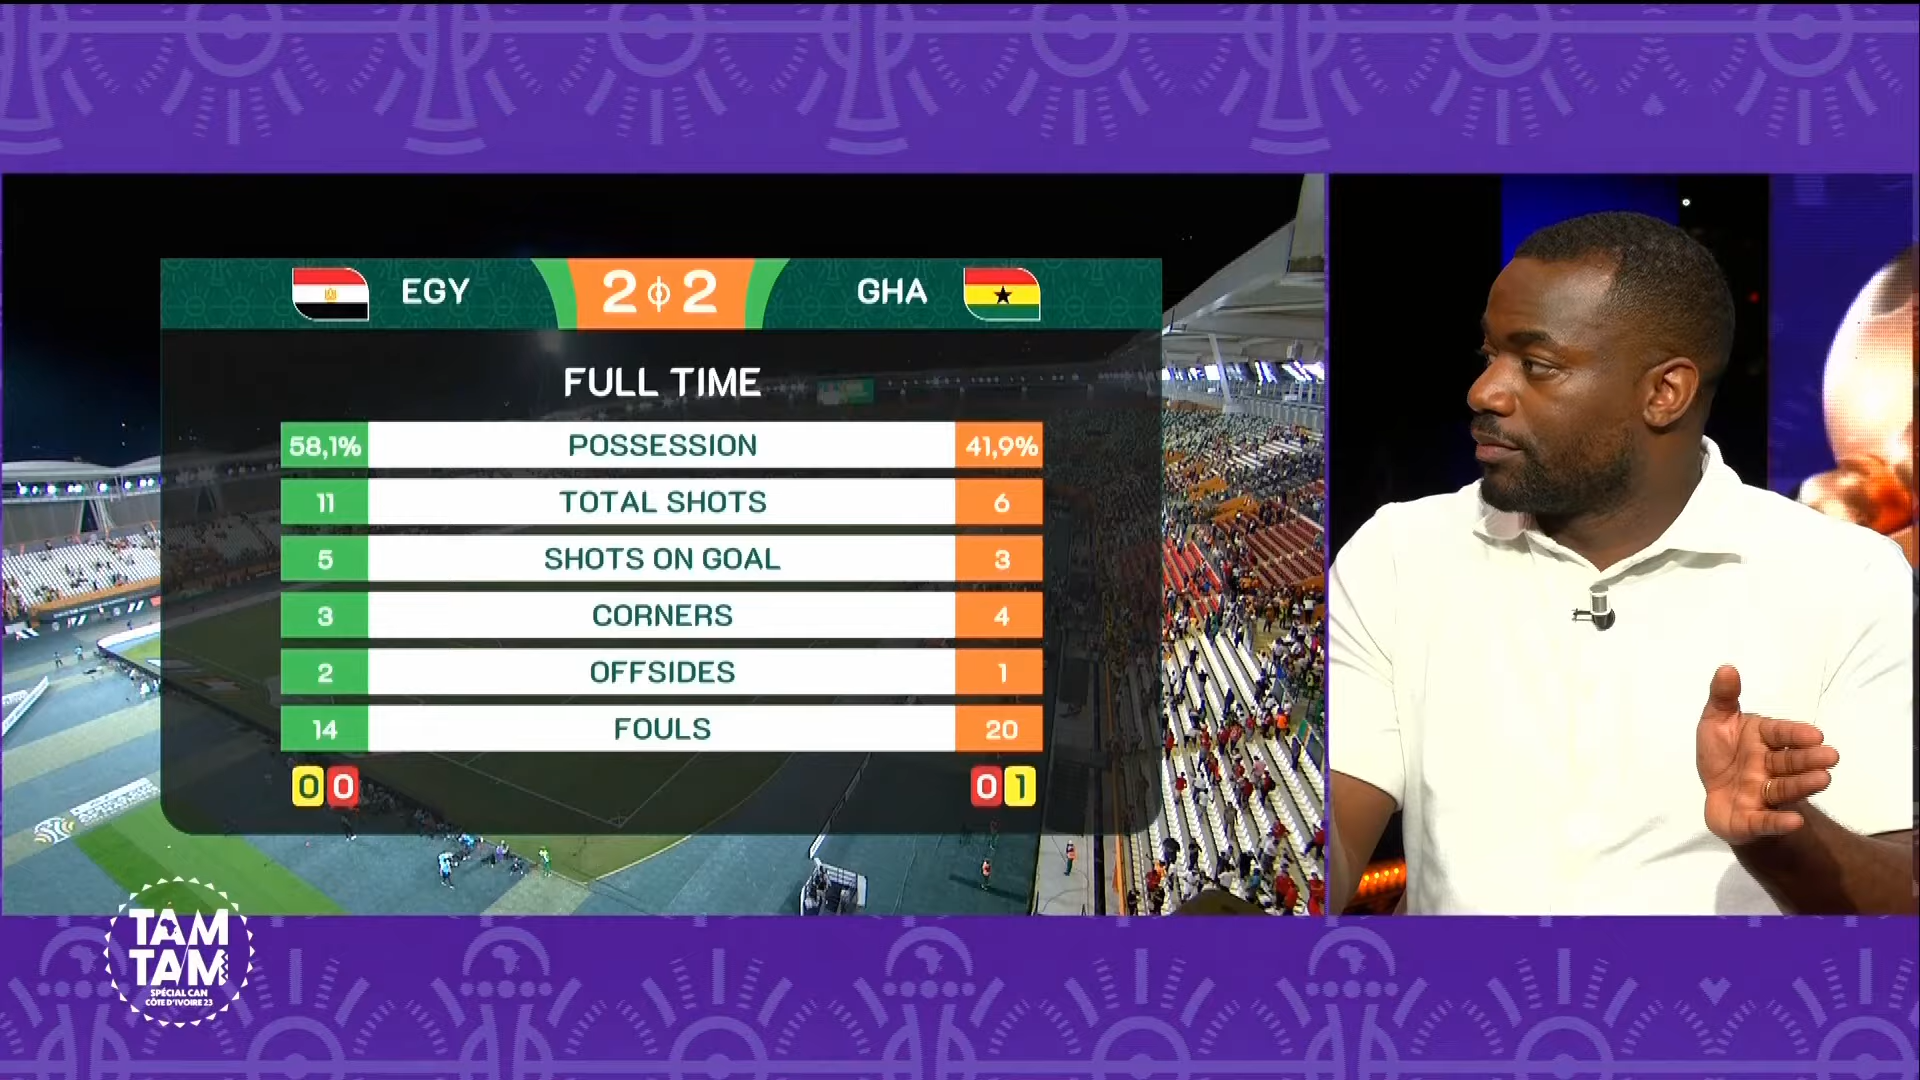 EGY 2 2 GHA
FULL TIME
58,1% POSSESSION 41,9%
11 TOTAL SHOTS 6
5 SHOTS ON GOAL 3
3 CORNERS 4
2 OFFSIDES 1
14 FOULS 20
0 0 0 1
TAM
TAM
SPÉCIAL CAN
CÔTE D'IVOIRE 23